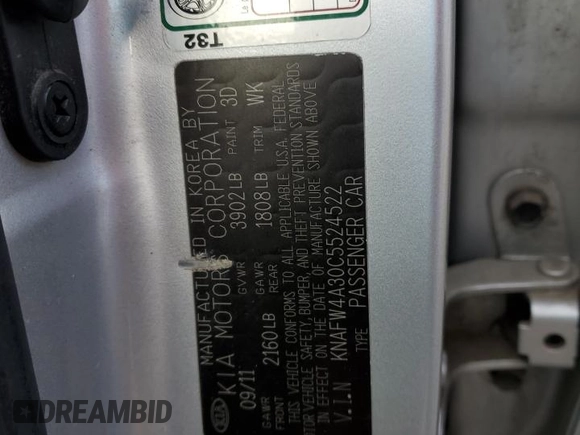 T32
MANUFACTURED IN KOREA BY
KIA KIA MOTORS CORPORATION
09/11 GVWR 3902LB PAINT 3D
GAWR FRONT 2160LB GAWR REAR 1808LB TRIM WK
THIS VEHICLE CONFORMS TO ALL APPLICABLE U.S.A. FEDERAL
MOTOR VEHICLE SAFETY, BUMPER, AND THEFT PREVENTION STANDARDS
IN EFFECT ON THE DATE OF MANUFACTURE SHOWN ABOVE
V.I.N KNAFW4A30C5524522
TYPE PASSENGER CAR
DREAMBID